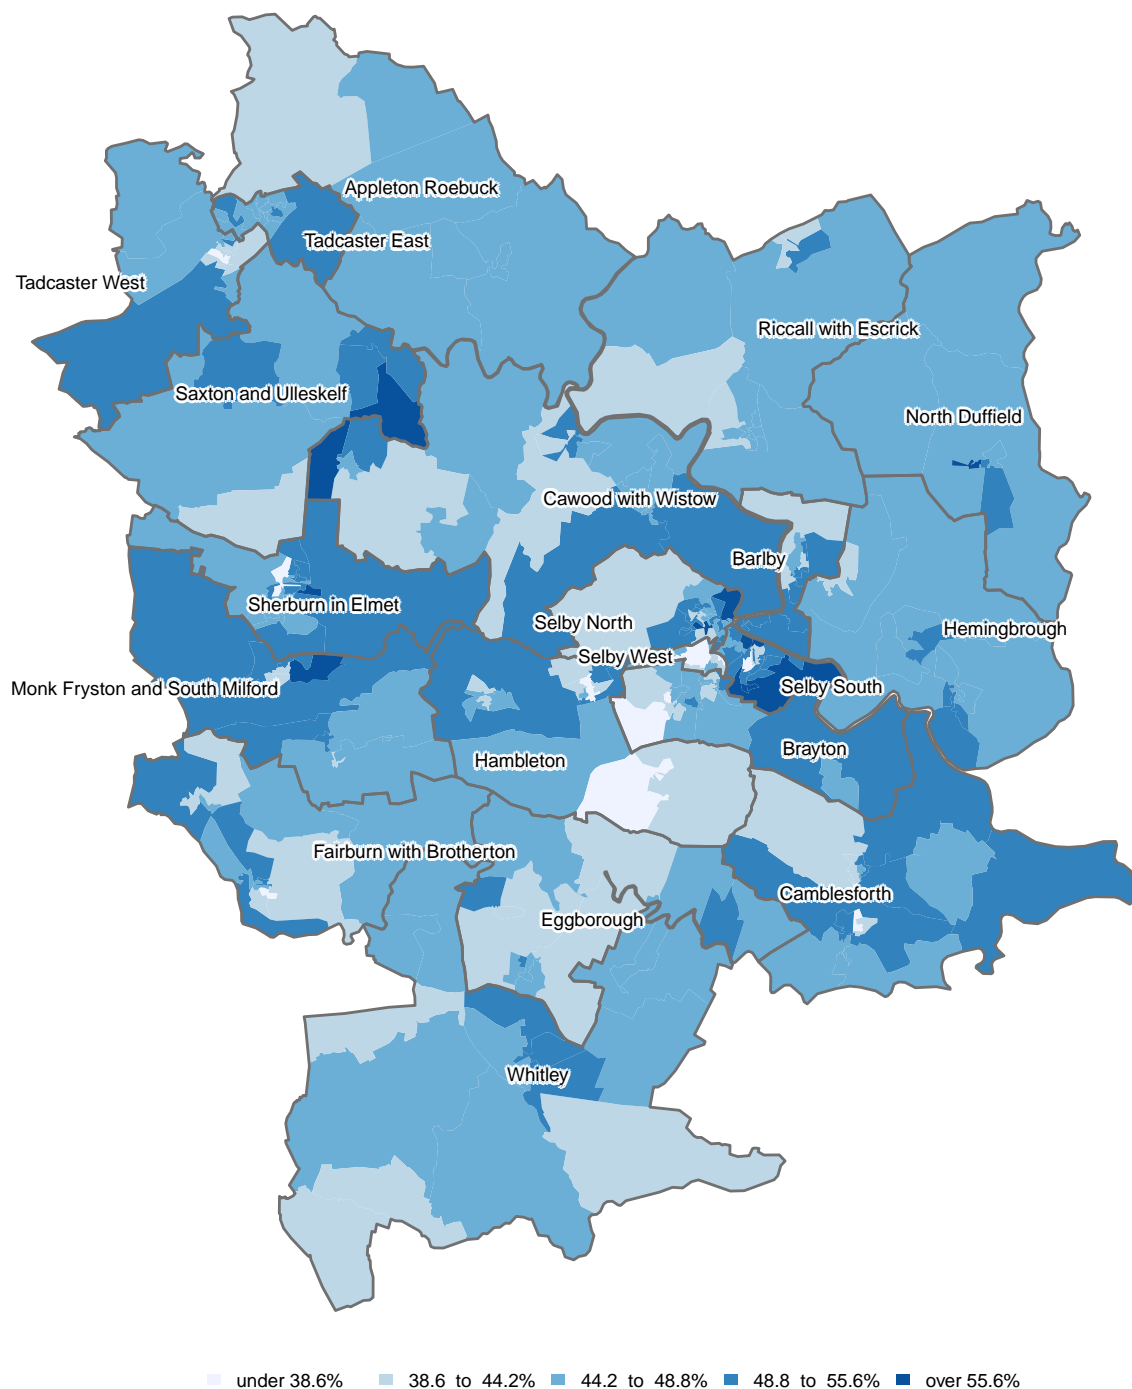 Appleton Roebuck
Tadcaster East
Tadcaster West
Riccall with Escrick
Saxton and Ulleskelf
North Duffield
Cawood with Wistow
Barlby
Sherburn in Elmet
Selby North
Hemingbrough
Selby West
Monk Fryston and South Milford
Selby South
Brayton
Hambleton
Fairburn with Brotherton
Camblesforth
Eggborough
Whitley
under 38.6% 38.6 to 44.2% 44.2 to 48.8% 48.8 to 55.6% over 55.6%